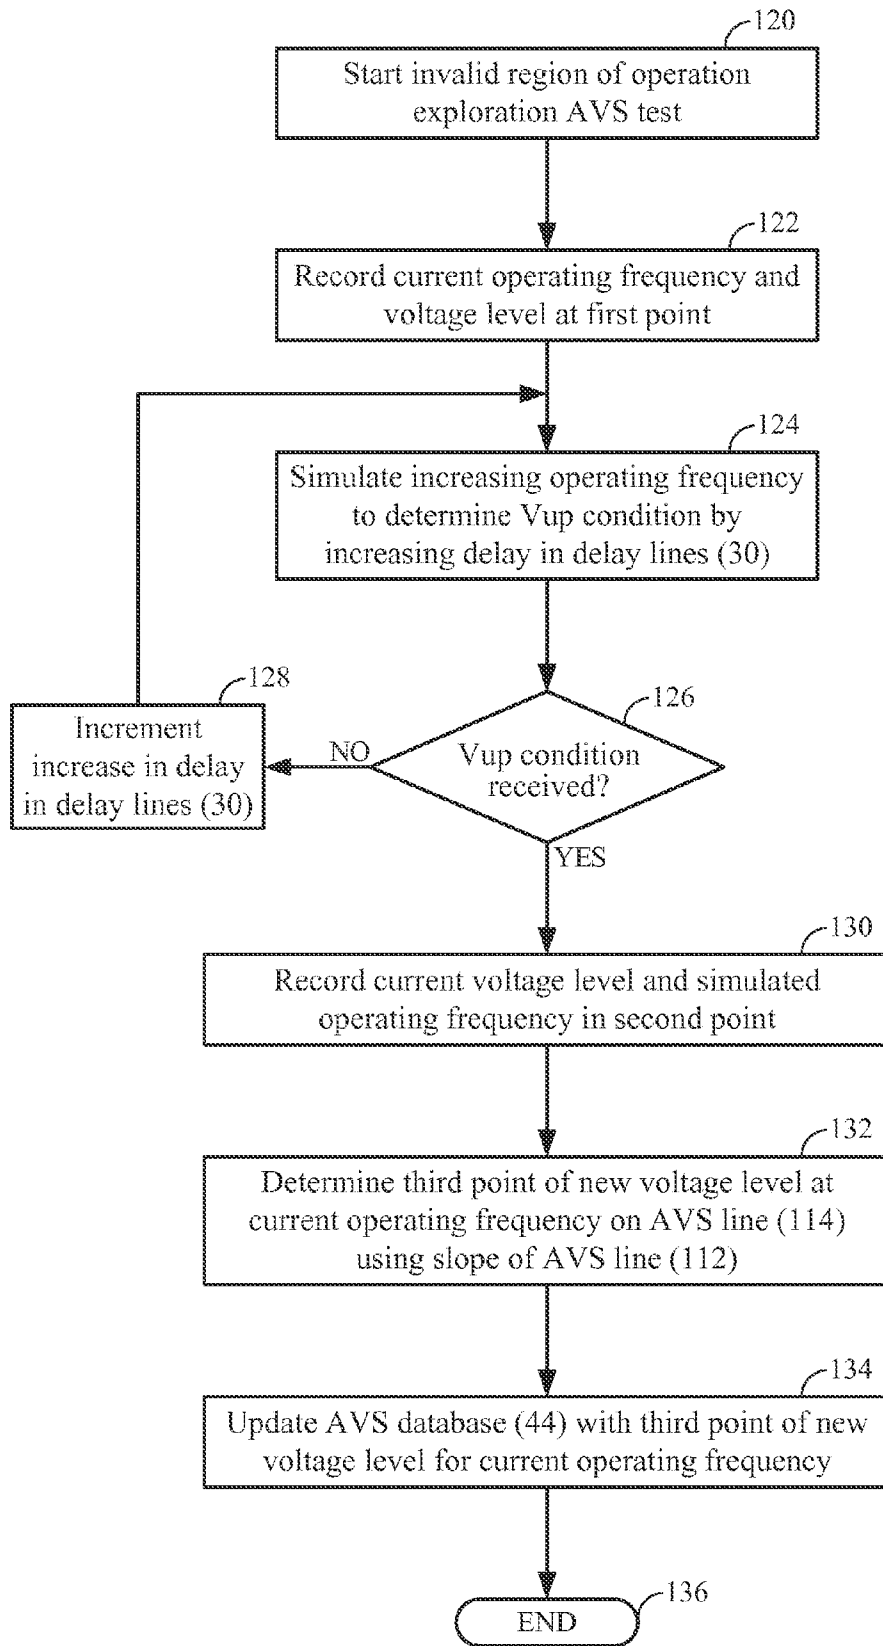 120
Start invalid region of operation
exploration AVS test
122
Record current operating frequency and
voltage level at first point
124
Simulate increasing operating frequency
to determine Vup condition by
increasing delay in delay lines (30)
126
Vup condition
received?
NO
128
Increment
increase in delay
in delay lines (30)
YES
130
Record current voltage level and simulated
operating frequency in second point
132
Determine third point of new voltage level at
current operating frequency on AVS line (114)
using slope of AVS line (112)
134
Update AVS database (44) with third point of new
voltage level for current operating frequency
136
END